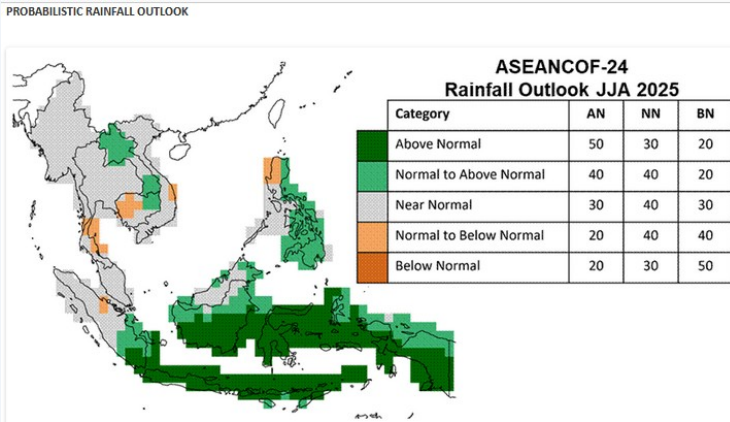 PROBABILISTIC RAINFALL OUTLOOK
ASEANCOF-24
Rainfall Outlook JJA 2025
Category AN NN BN
Above Normal 50 30 20
Normal to Above Normal 40 40 20
Near Normal 30 40 30
Normal to Below Normal 20 40 40
Below Normal 20 30 50